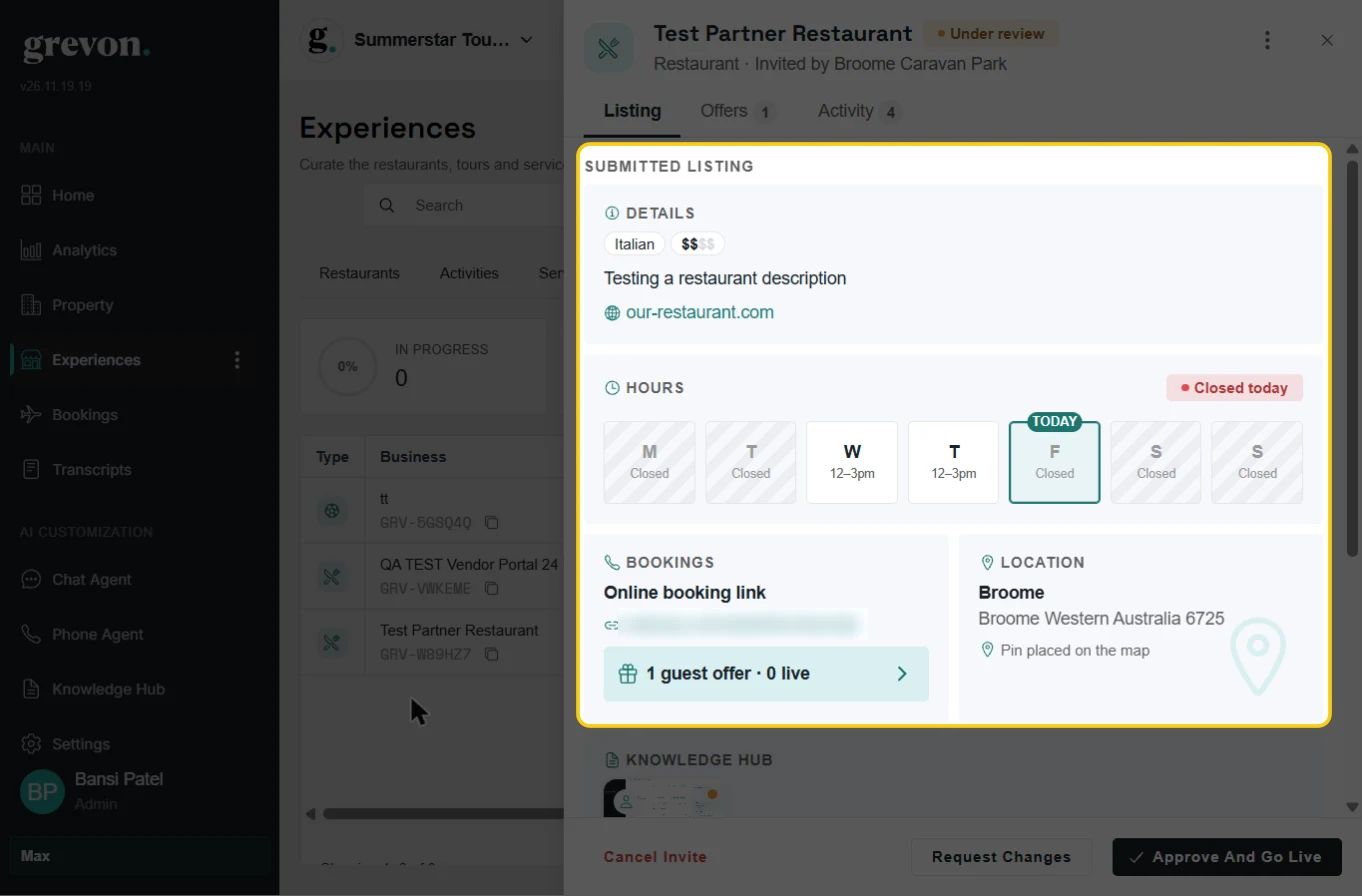 grevon.
v26.11.19.19
MAIN
Home
Analytics
Property
Experiences
Bookings
Transcripts
AI CUSTOMIZATION
Chat Agent
Phone Agent
Knowledge Hub
Settings
BP
Bansi Patel
Admin
Max
g.
Summerstar Tou...
Experiences
Curate the restaurants, tours and service
Search
Restaurants
Activities
Ser
0%
IN PROGRESS
0
Type
Business
tt
GRV-5GSQ4Q
QA TEST Vendor Portal 24
GRV-VWKEME
Test Partner Restaurant
GRV-W89HZ7
Test Partner Restaurant
Under review
Restaurant · Invited by Broome Caravan Park
Listing
Offers 1
Activity 4
SUBMITTED LISTING
DETAILS
Italian
$$$$
Testing a restaurant description
our-restaurant.com
HOURS
Closed today
TODAY
M
Closed
T
Closed
W
12–3pm
T
12–3pm
F
Closed
S
Closed
S
Closed
BOOKINGS
Online booking link
1 guest offer · 0 live
LOCATION
Broome
Broome Western Australia 6725
Pin placed on the map
KNOWLEDGE HUB
Cancel Invite
Request Changes
Approve And Go Live